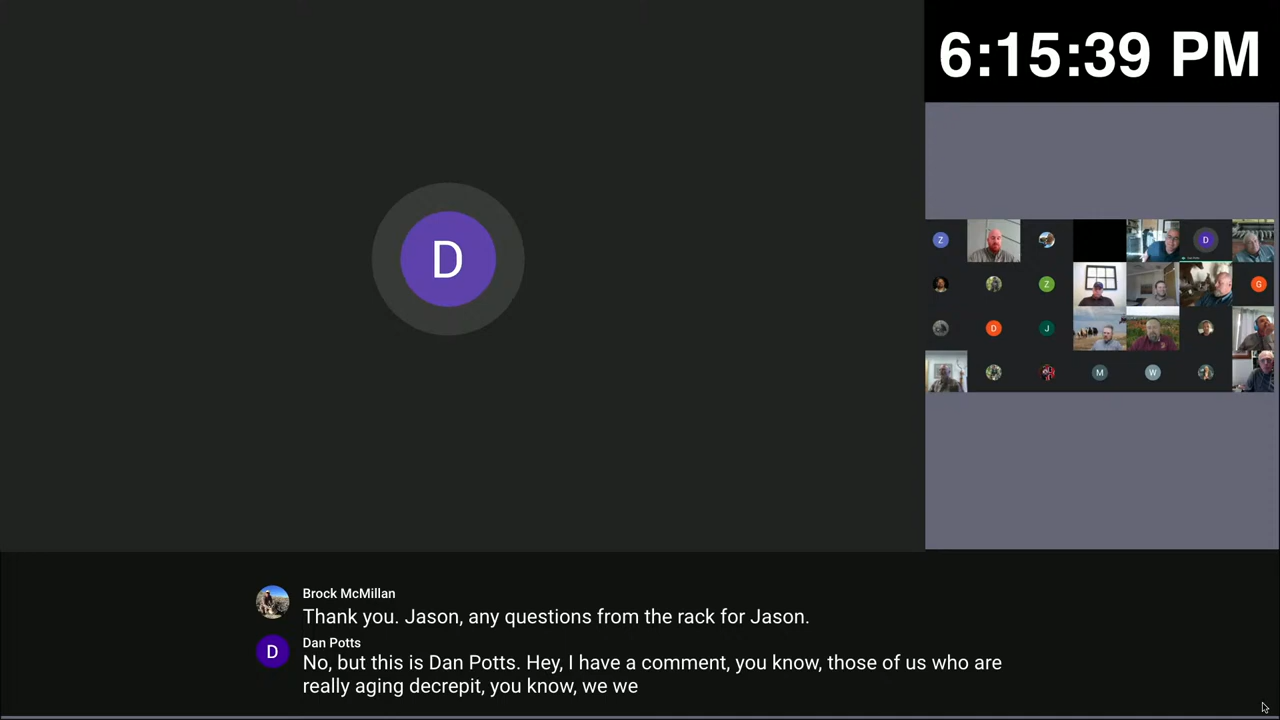 6:15:39 PM
D
Z
D
Z
G
D
J
M
W
Brock McMillan
Thank you. Jason, any questions from the rack for Jason.
D
Dan Potts
No, but this is Dan Potts. Hey, I have a comment, you know, those of us who are
really aging decrepit, you know, we we